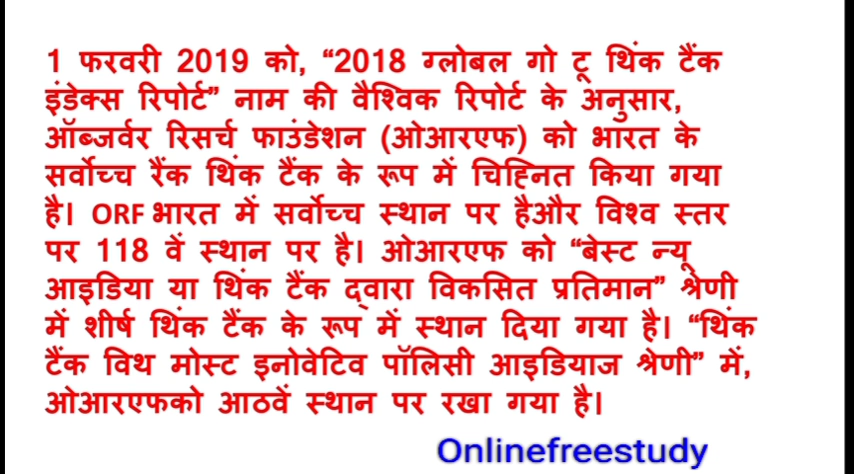 1 फरवरी 2019 को, “2018 ग्लोबल गो टू थिंक टैंक
इंडेक्स रिपोर्ट” नाम की वैश्विक रिपोर्ट के अनुसार,
ऑब्जर्वर रिसर्च फाउंडेशन (ओआरएफ) को भारत के
सर्वोच्च रैंक थिंक टैंक के रूप में चिह्नित किया गया
है। ORF भारत में सर्वोच्च स्थान पर हैऔर विश्व स्तर
पर 118 वें स्थान पर है। ओआरएफ को “बेस्ट न्यू
आइडिया या थिंक टैंक द्वारा विकसित प्रतिमान” श्रेणी
में शीर्ष थिंक टैंक के रूप में स्थान दिया गया है। “थिंक
टैंक विथ मोस्ट इनोवेटिव पॉलिसी आइडियाज श्रेणी” में,
ओआरएफको आठवें स्थान पर रखा गया है।
Onlinefreestudy